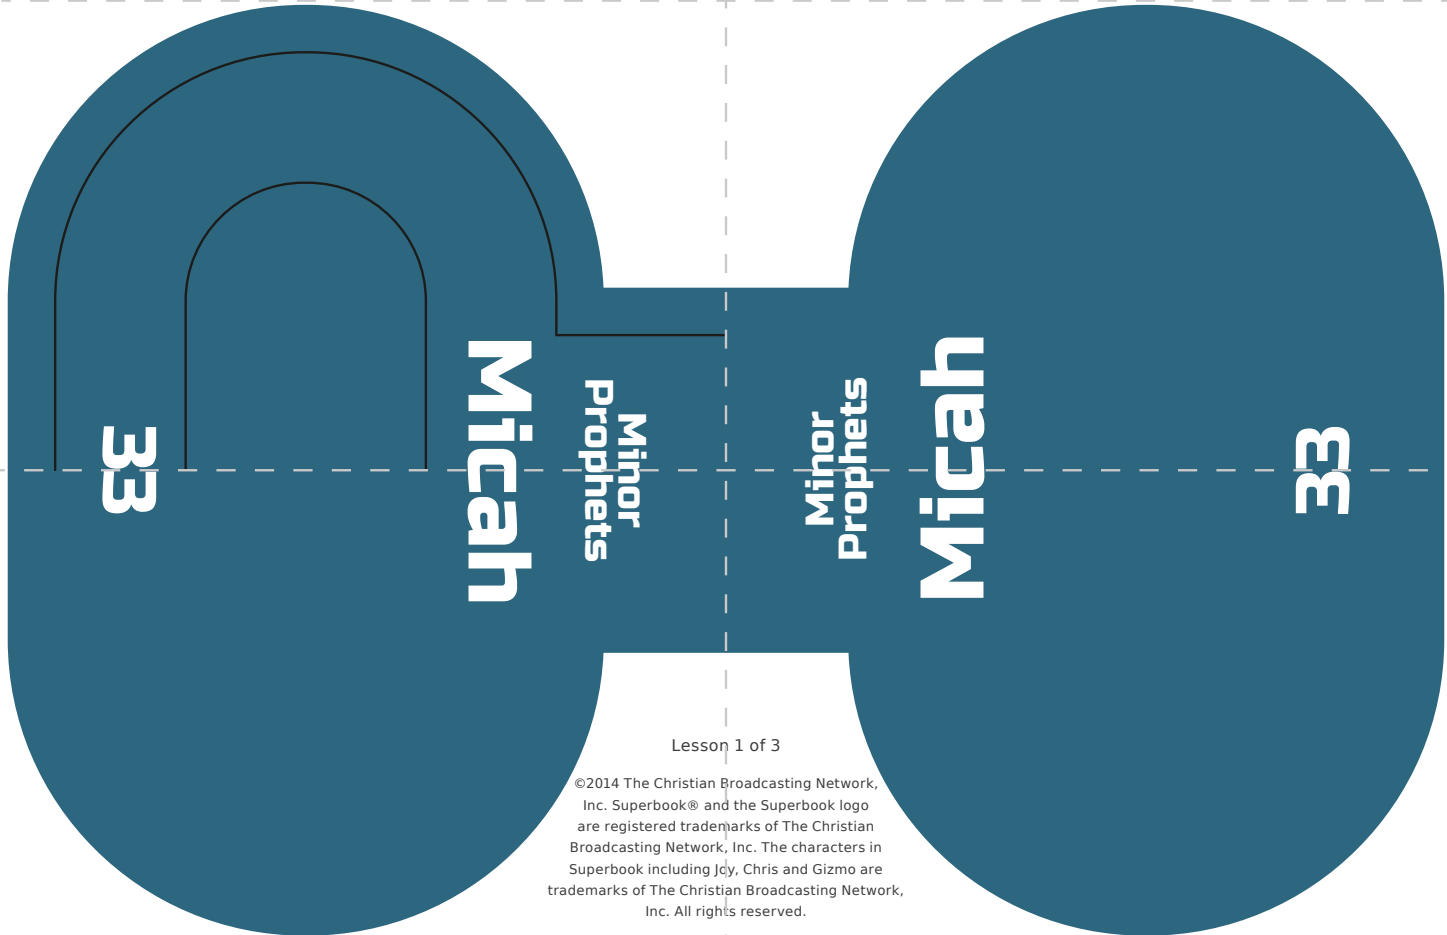 33
Micah
Minor
Prophets
Minor
Prophets
Micah
33
Lesson 1 of 3
©2014 The Christian Broadcasting Network,
Inc. Superbook® and the Superbook logo
are registered trademarks of The Christian
Broadcasting Network, Inc. The characters in
Superbook including Joy, Chris and Gizmo are
trademarks of The Christian Broadcasting Network,
Inc. All rights reserved.